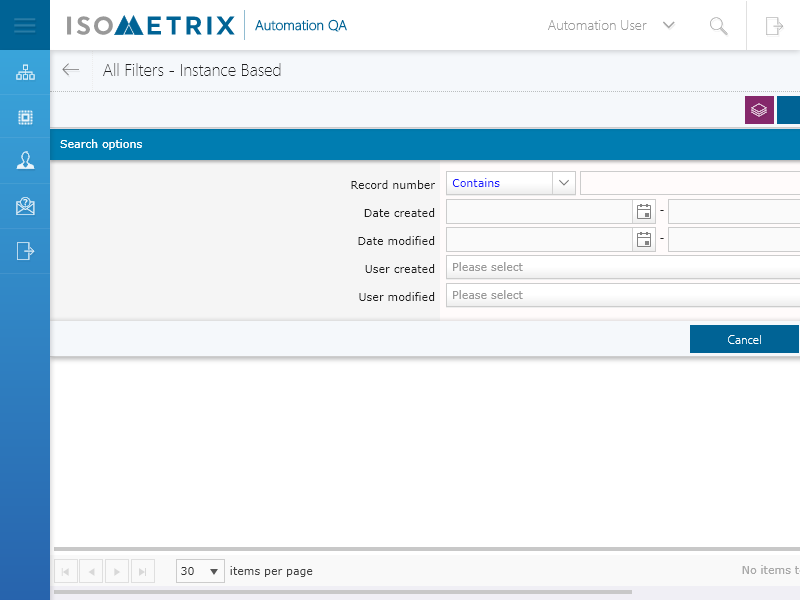 ISOMETRIX Automation QA
Automation User
All Filters - Instance Based
Search options
Record number Contains
Date created -
Date modified -
User created Please select
User modified Please select
Cancel
30 items per page
No items